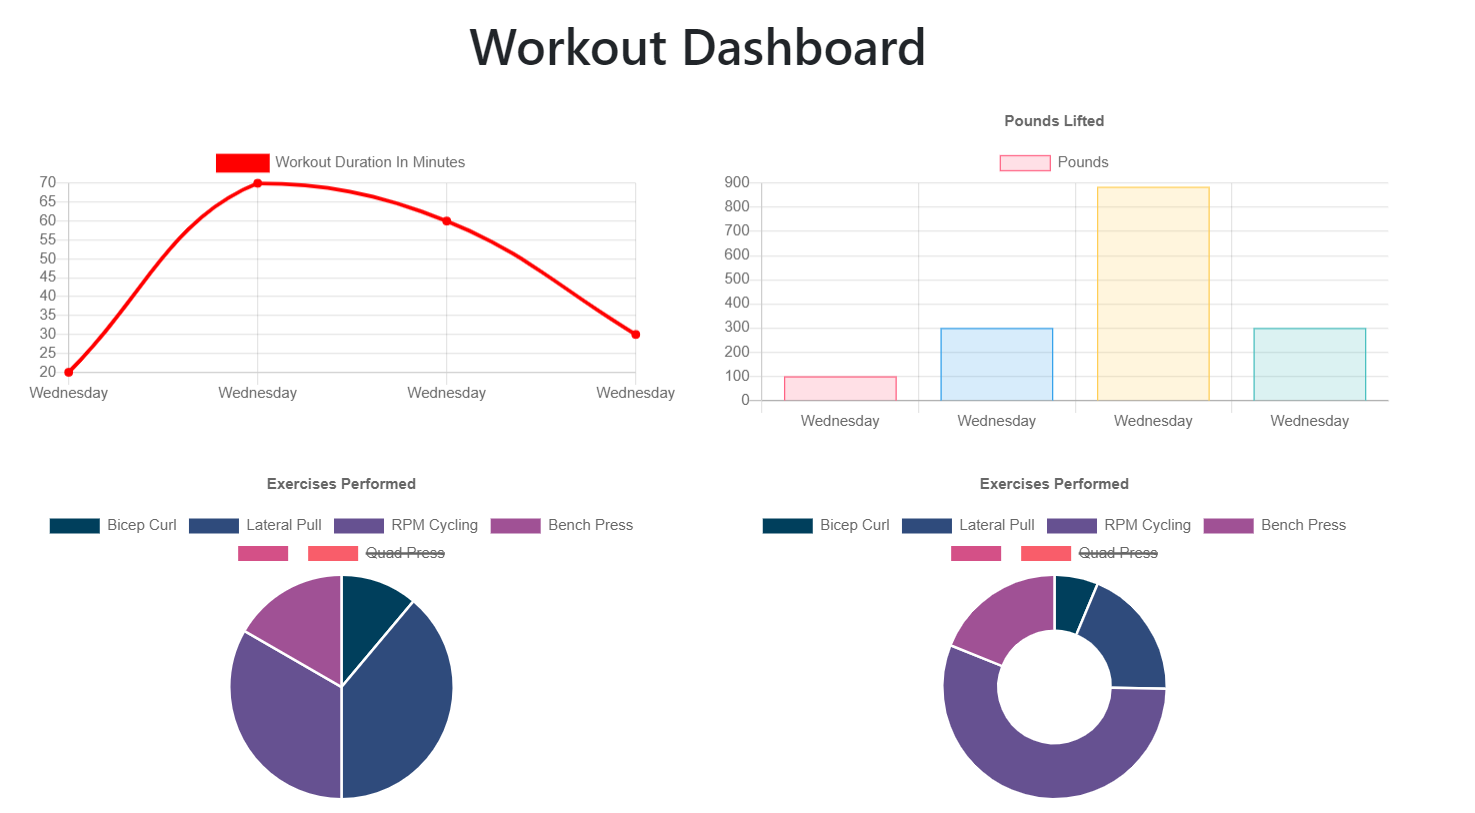 Workout Dashboard
Workout Duration In Minutes
70
65
60
55
50
45
40
35
30
25
20
Wednesday Wednesday Wednesday Wednesday
Pounds Lifted
Pounds
900
800
700
600
500
400
300
200
100
0
Wednesday Wednesday Wednesday Wednesday
Exercises Performed
Bicep Curl Lateral Pull RPM Cycling Bench Press
Quad Press
Exercises Performed
Bicep Curl Lateral Pull RPM Cycling Bench Press
Quad Press